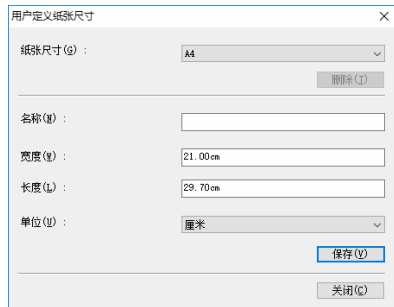 用户定义纸张尺寸
纸张尺寸(S) :
A4
删除(T)
名称(N) :
宽度(W) :
21.00cm
长度(L) :
29.70cm
单位(U) :
厘米
保存(V)
关闭(C)